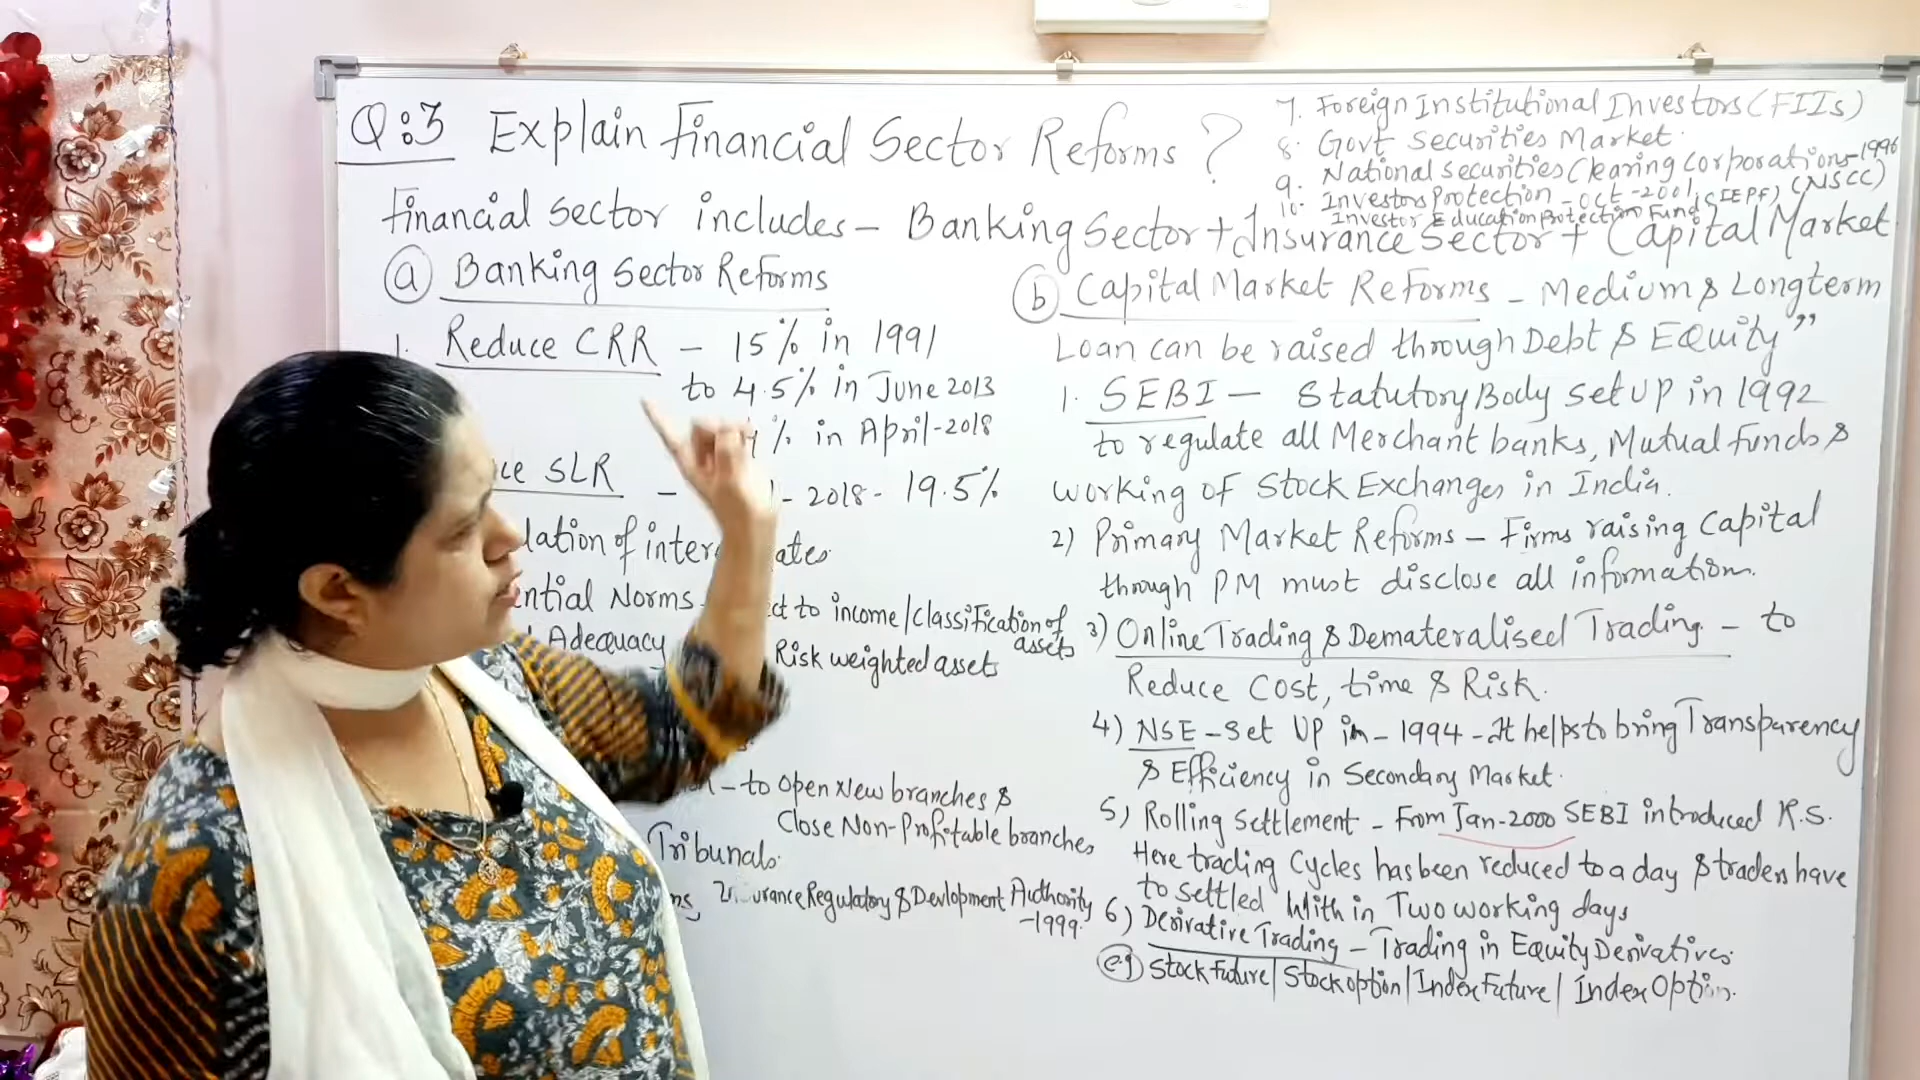 Q:3 Explain Financial Sector Reforms?
7. Foreign Institutional Investors (FIIs)
8. Govt Securities Market.
9. National Securities Clearing Corporations-1996
(NSCC)
10. Investors Protection - Oct-2001 (IEPF)
Investor Education Protection Fund
Financial Sector includes - Banking Sector + Insurance Sector + Capital Market
(a) Banking Sector Reforms
1. Reduce CRR - 15% in 1991
to 4.5% in June 2013
4% in April-2018
ce SLR - 2018 - 19.5%
lation of inter ates
ential Norms ct to income/classification of
assets
Adequacy Risk weighted assets
- to Open New branches &
Close Non-Profitable branches
Tribunals.
ms, urance Regulatory & Devlopment Authority
-1999.
(b) Capital Market Reforms - Medium & Longterm
Loan can be raised through Debt & Equity"
1. SEBI - Statutory Body set up in 1992
to regulate all Merchant banks, Mutual funds &
working of Stock Exchanges in India.
2) Primary Market Reforms - Firms raising Capital
through PM must disclose all information.
3) Online Trading & Demateralised Trading - to
Reduce Cost, time & Risk.
4) NSE - Set Up in - 1994 - It helps to bring Transparency
& Efficiency in Secondary Market.
5) Rolling Settlement - From Jan-2000 SEBI introduced R.S.
Here trading Cycles has been reduced to a day & traders have
to settled With in Two working days
6) Derivative Trading - Trading in Equity Derivatives.
(eg) Stock Future/ Stock option/ Index Future/ Index Option.